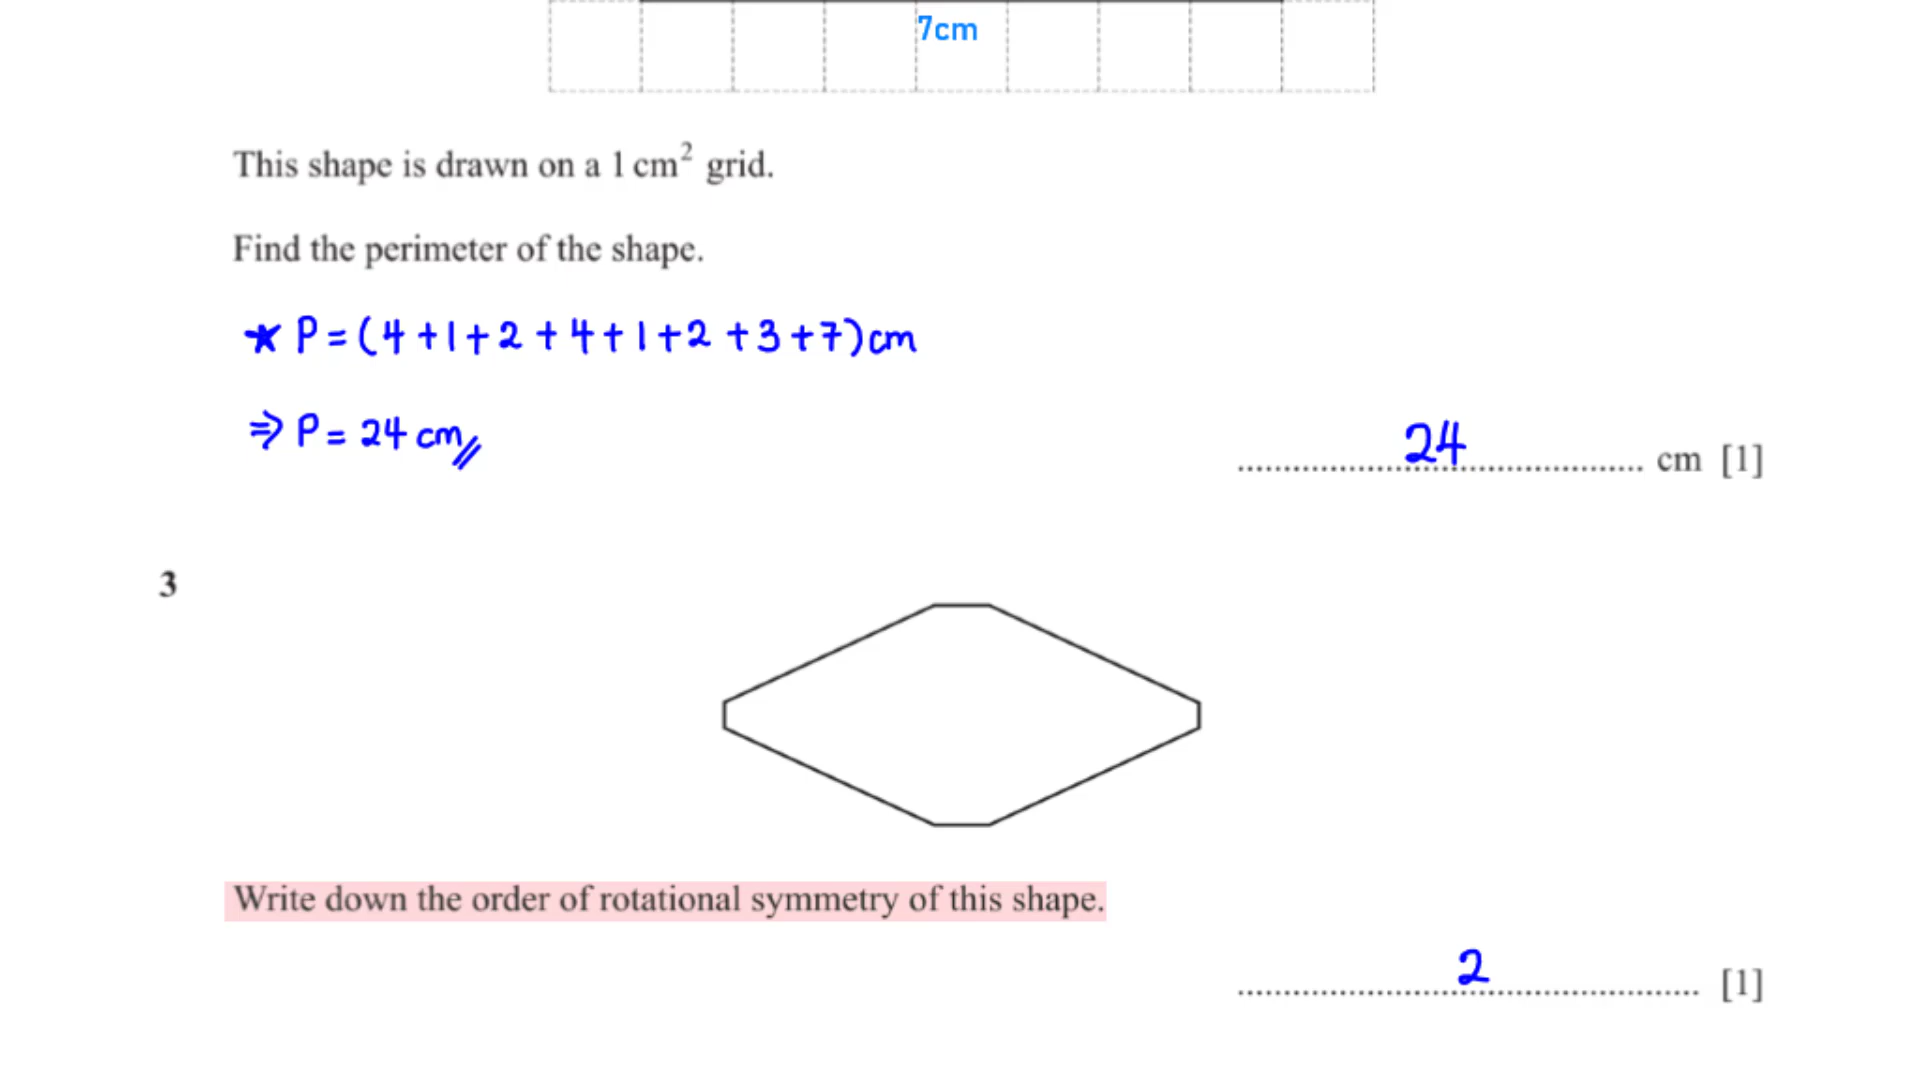 7cm
This shape is drawn on a 1 cm² grid.
Find the perimeter of the shape.
* P = (4 + 1 + 2 + 4 + 1 + 2 + 3 + 7) cm
⇒ P = 24 cm //
24 cm [1]
3
Write down the order of rotational symmetry of this shape.
2 [1]